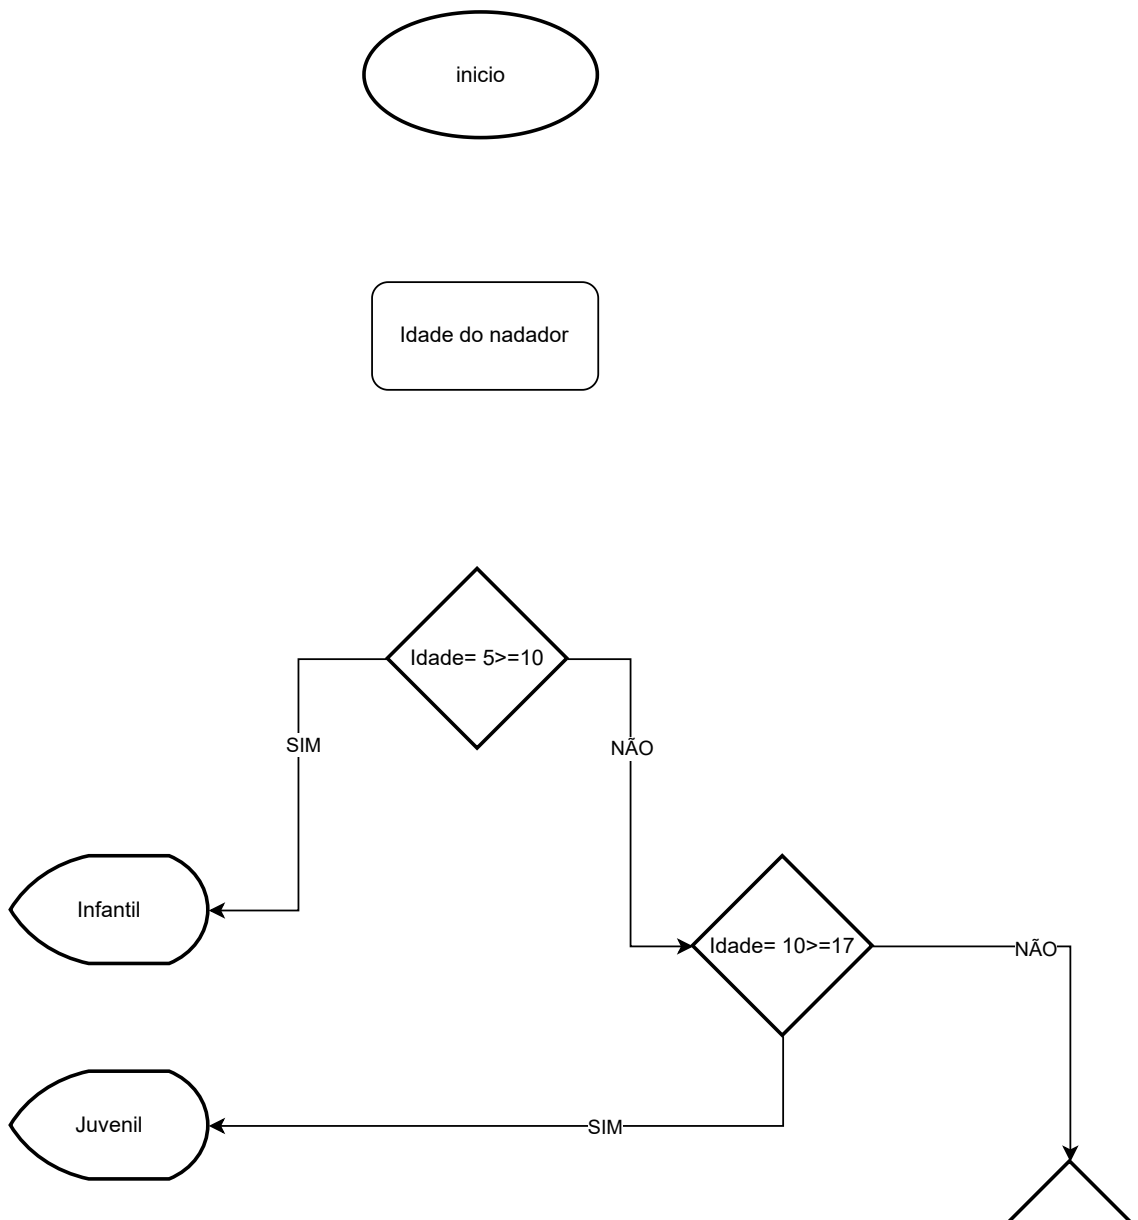 inicio
Idade do nadador
Idade= 5>=10
SIM
NÃO
Infantil
Idade= 10>=17
NÃO
Juvenil
SIM